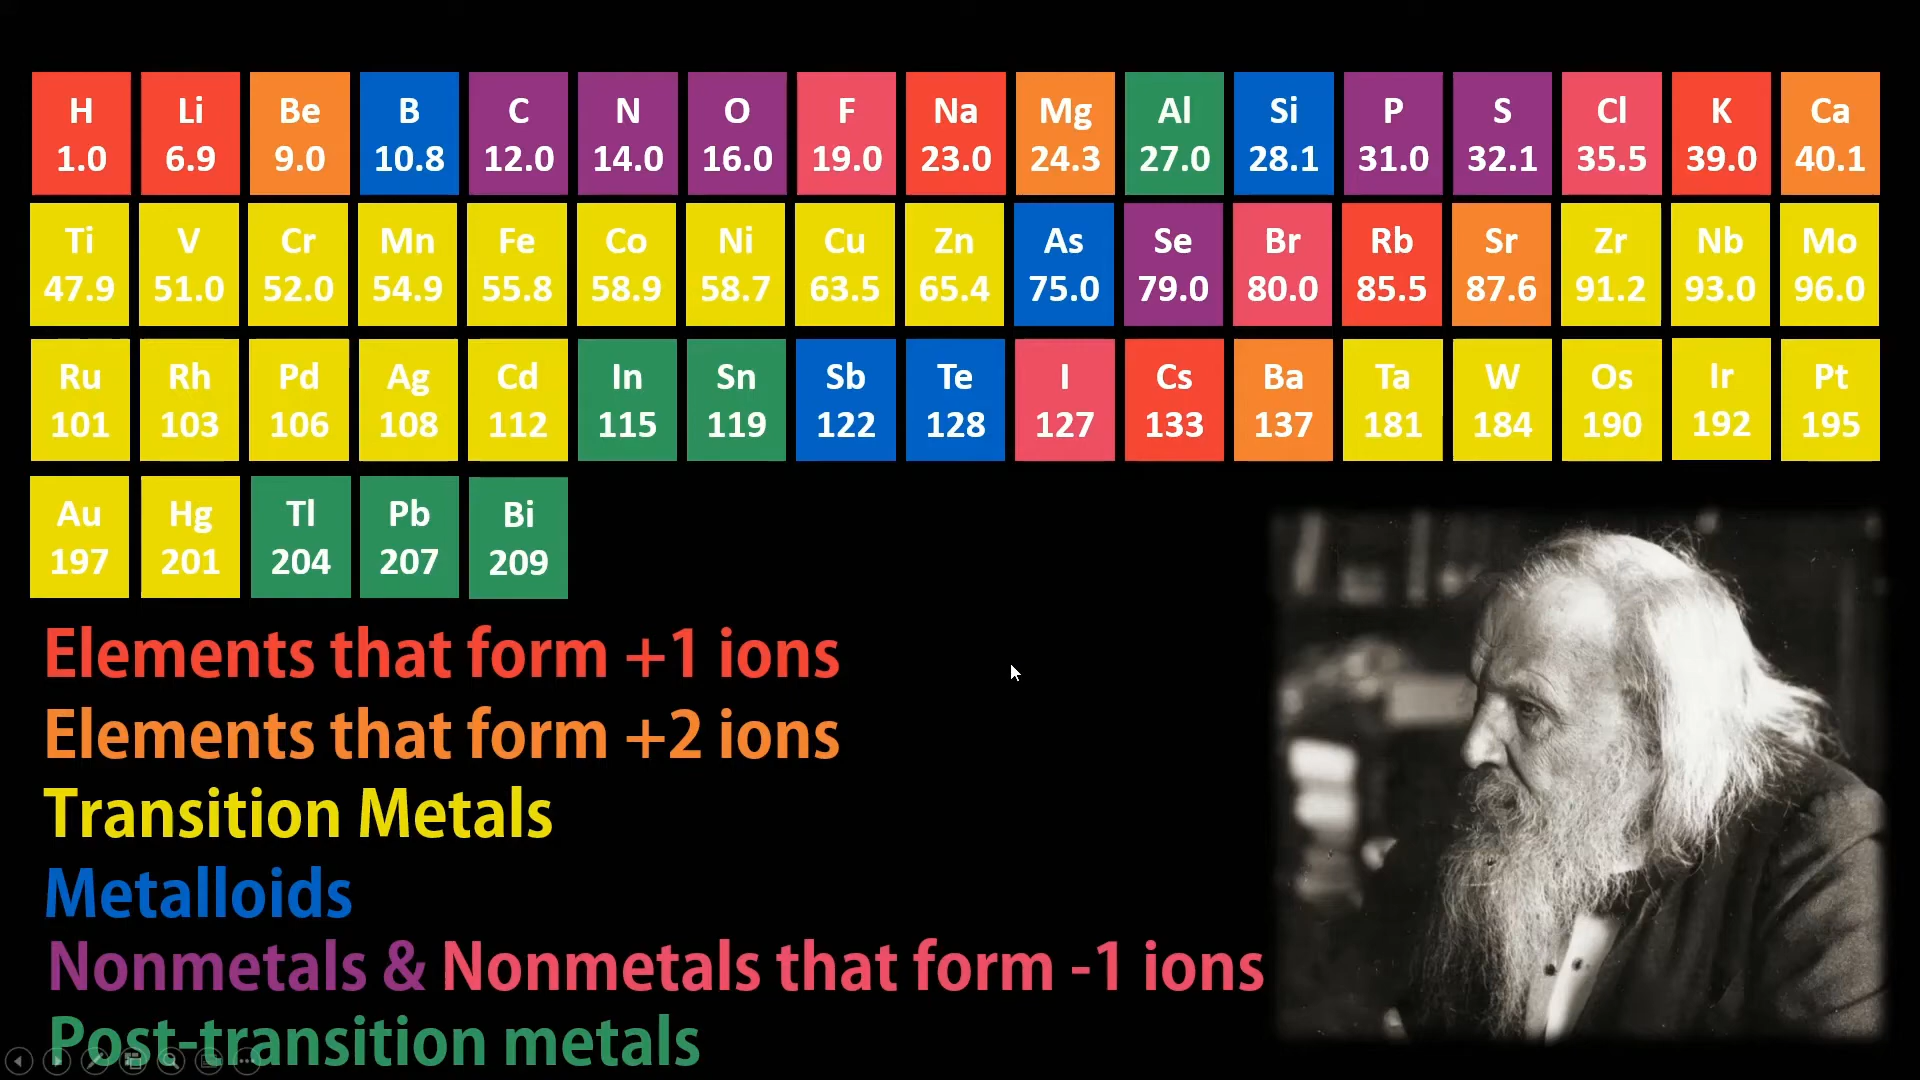 H Li Be B C N O F Na Mg Al Si P S Cl K Ca
1.0 6.9 9.0 10.8 12.0 14.0 16.0 19.0 23.0 24.3 27.0 28.1 31.0 32.1 35.5 39.0 40.1
Ti V Cr Mn Fe Co Ni Cu Zn As Se Br Rb Sr Zr Nb Mo
47.9 51.0 52.0 54.9 55.8 58.9 58.7 63.5 65.4 75.0 79.0 80.0 85.5 87.6 91.2 93.0 96.0
Ru Rh Pd Ag Cd In Sn Sb Te I Cs Ba Ta W Os Ir Pt
101 103 106 108 112 115 119 122 128 127 133 137 181 184 190 192 195
Au Hg Tl Pb Bi
197 201 204 207 209
Elements that form +1 ions
Elements that form +2 ions
Transition Metals
Metalloids
Nonmetals & Nonmetals that form -1 ions
Post-transition metals